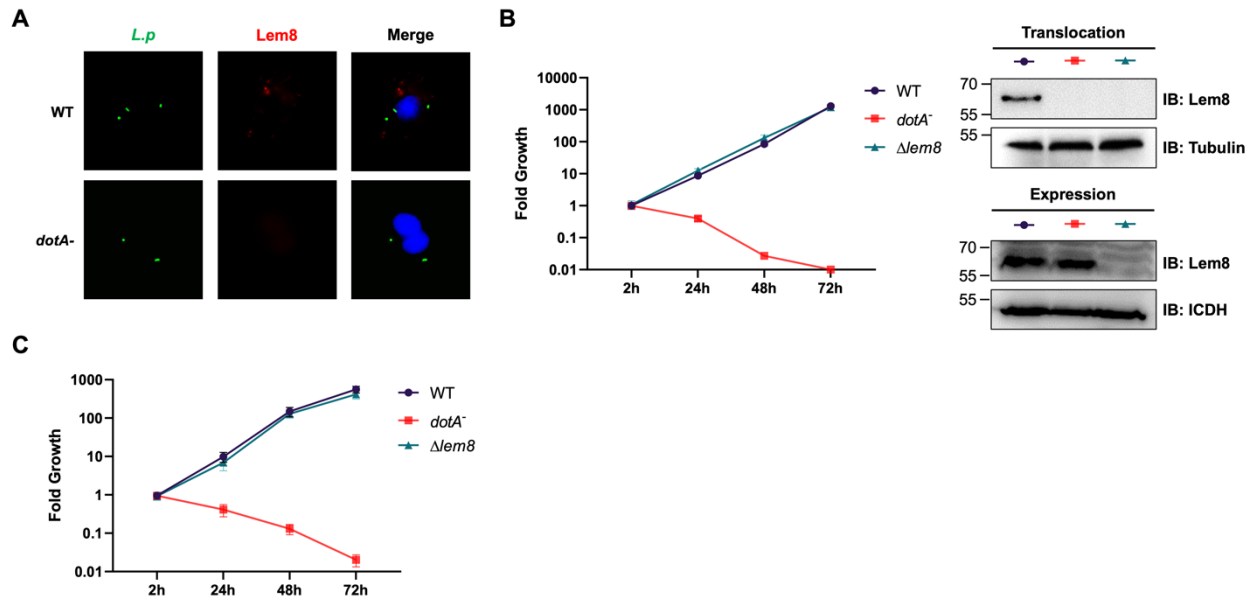 A
L.p
Lem8
Merge
WT
dotA-
B
10000
1000
100
10
1
0.1
0.01
Fold Growth
2h 24h 48h 72h
WT
dotA-
Δlem8
Translocation
70
55
IB: Lem8
55
IB: Tubulin
Expression
70
55
IB: Lem8
55
IB: ICDH
C
1000
100
10
1
0.1
0.01
Fold Growth
2h 24h 48h 72h
WT
dotA-
Δlem8